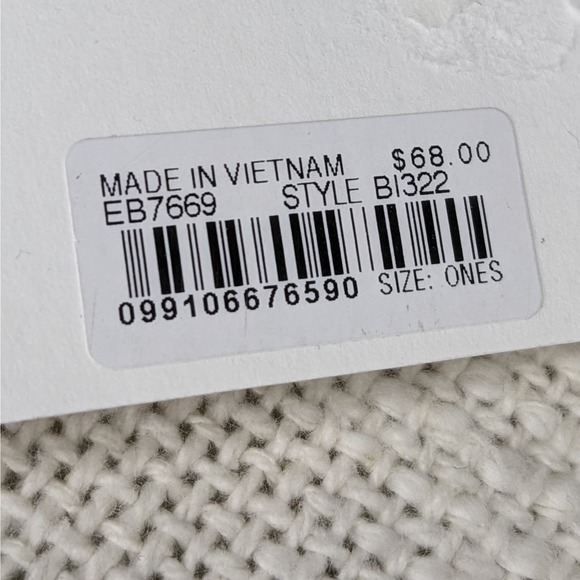 MADE IN VIETNAM $68.00
EB7669 STYLE BI322
099106676590 SIZE: ONES